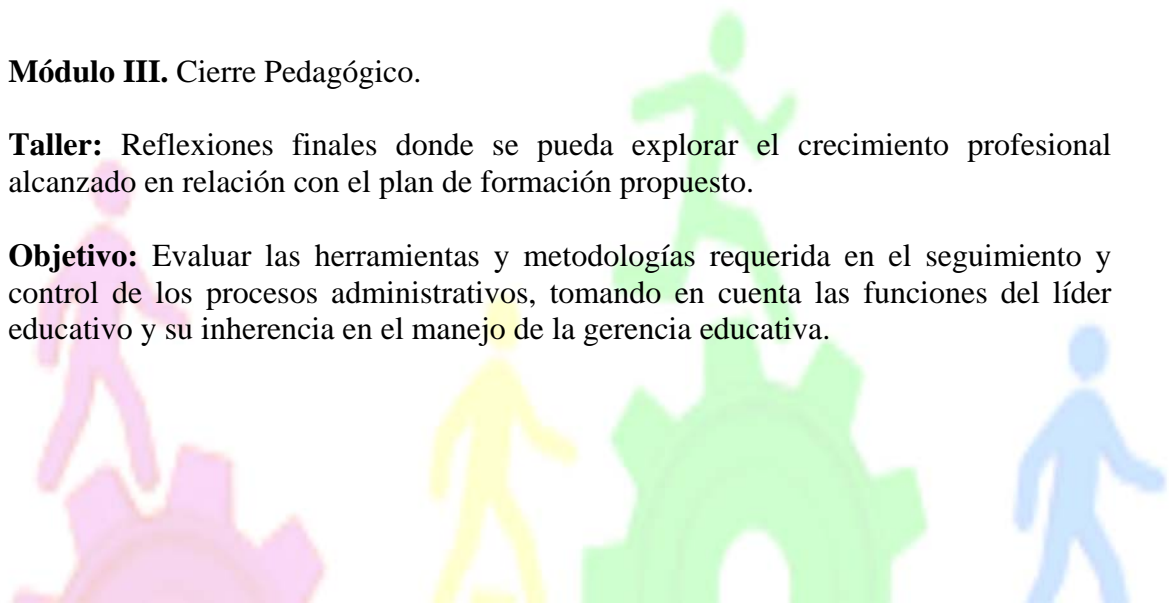 Módulo III. Cierre Pedagógico.
Taller: Reflexiones finales donde se pueda explorar el crecimiento profesional
alcanzado en relación con el plan de formación propuesto.
Objetivo: Evaluar las herramientas y metodologías requerida en el seguimiento y
control de los procesos administrativos, tomando en cuenta las funciones del líder
educativo y su inherencia en el manejo de la gerencia educativa.